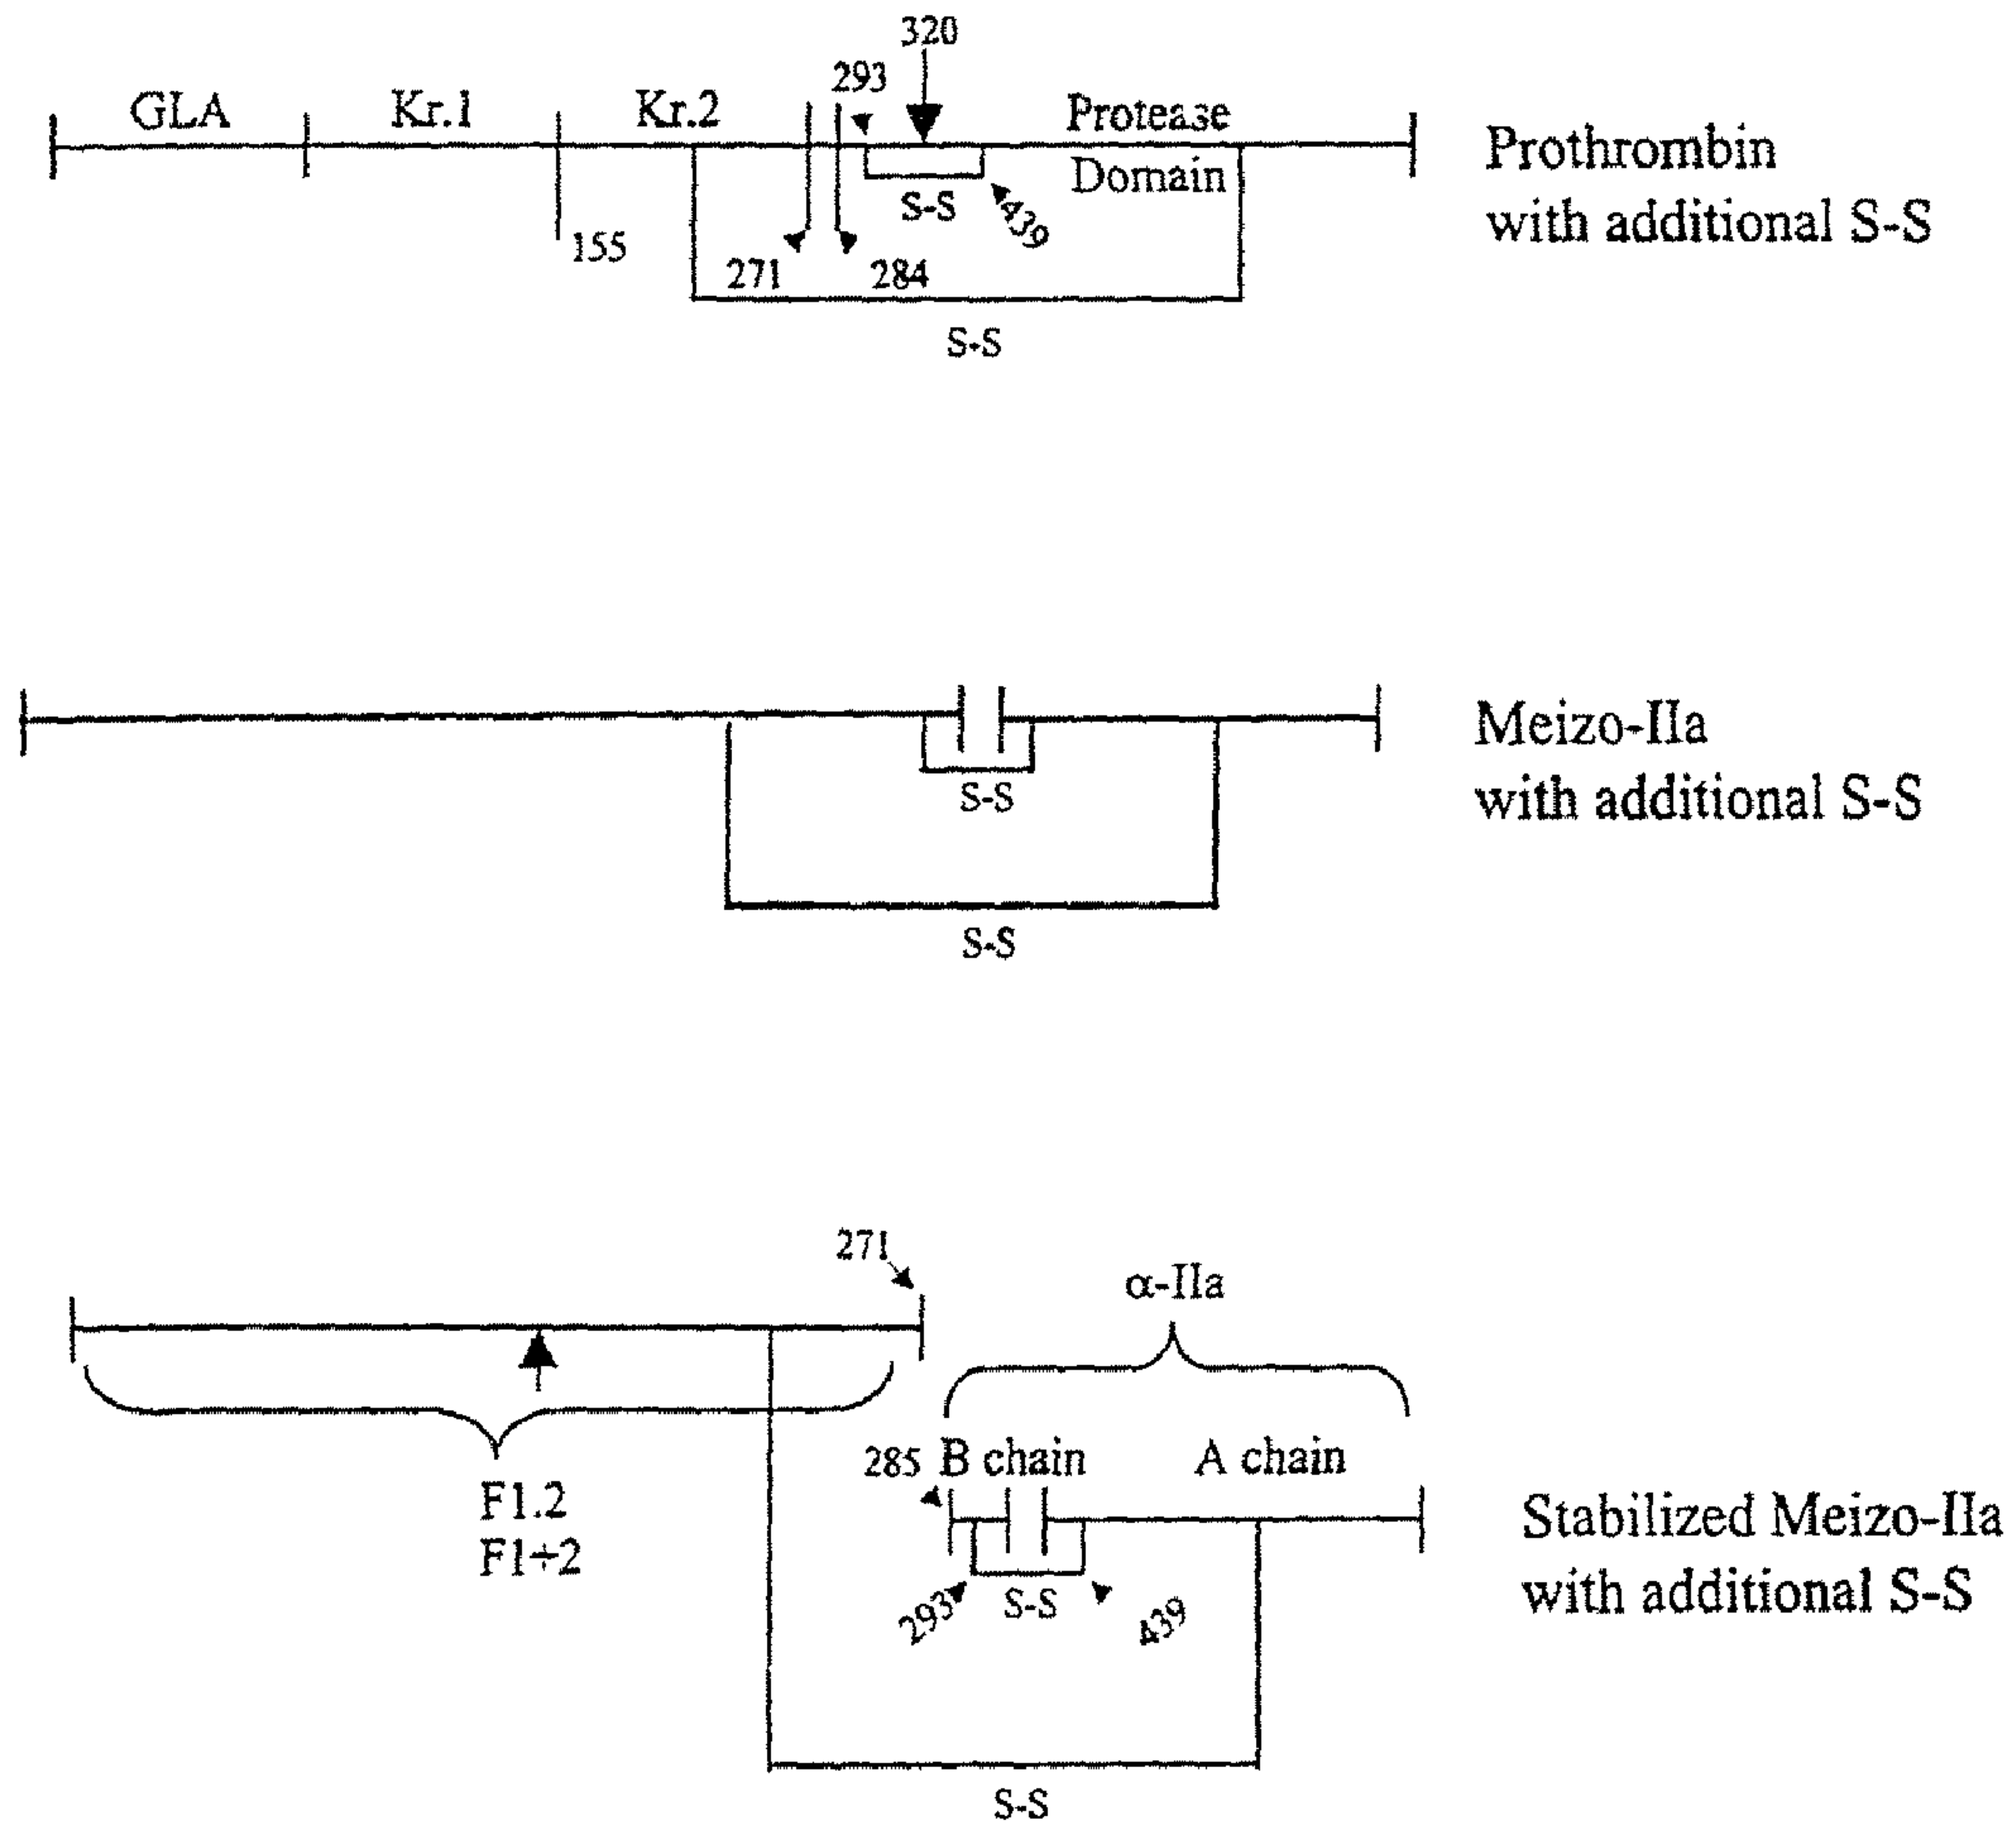 320
293
GLA
Kr.1
Kr.2
Protease
Domain
Prothrombin
with additional S-S
S-S
439
155
271
284
S-S
Meizo-IIa
with additional S-S
S-S
S-S
271
α-IIa
285
B chain
A chain
F1.2
F1+2
Stabilized Meizo-IIa
with additional S-S
293
S-S
439
S-S